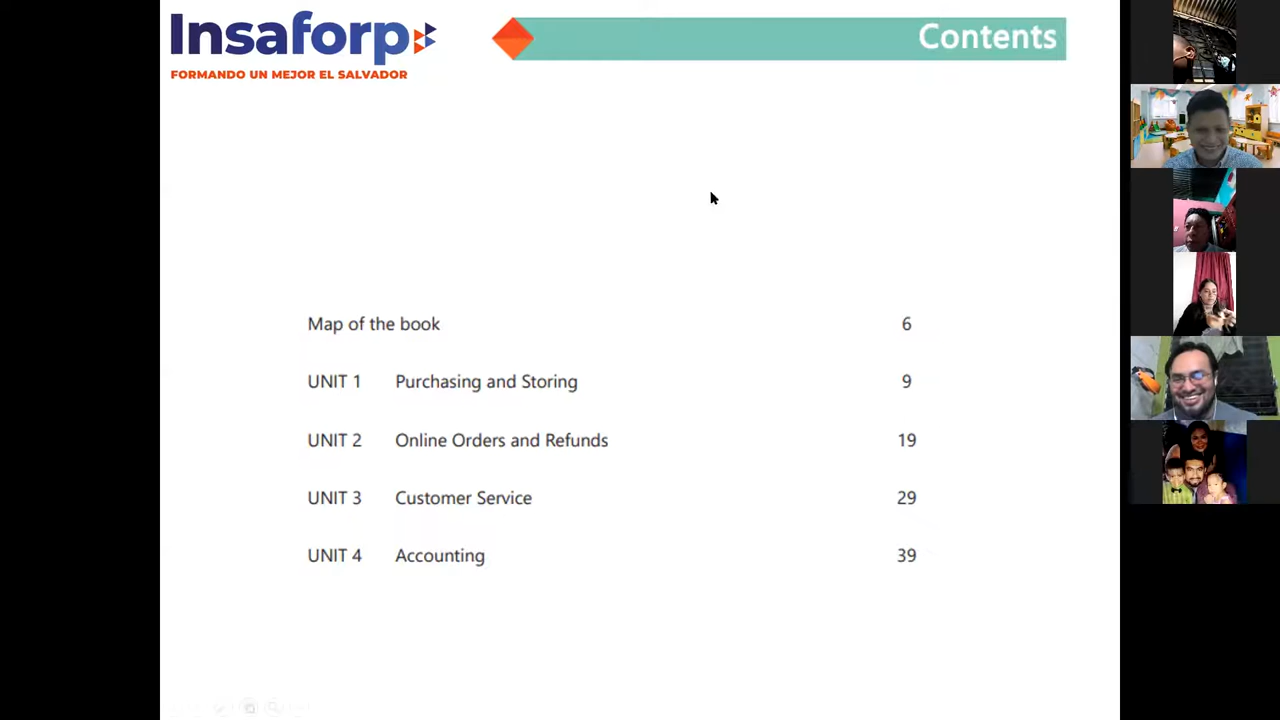 Insaforp
FORMANDO UN MEJOR EL SALVADOR
Contents
Map of the book 6
UNIT 1 Purchasing and Storing 9
UNIT 2 Online Orders and Refunds 19
UNIT 3 Customer Service 29
UNIT 4 Accounting 39